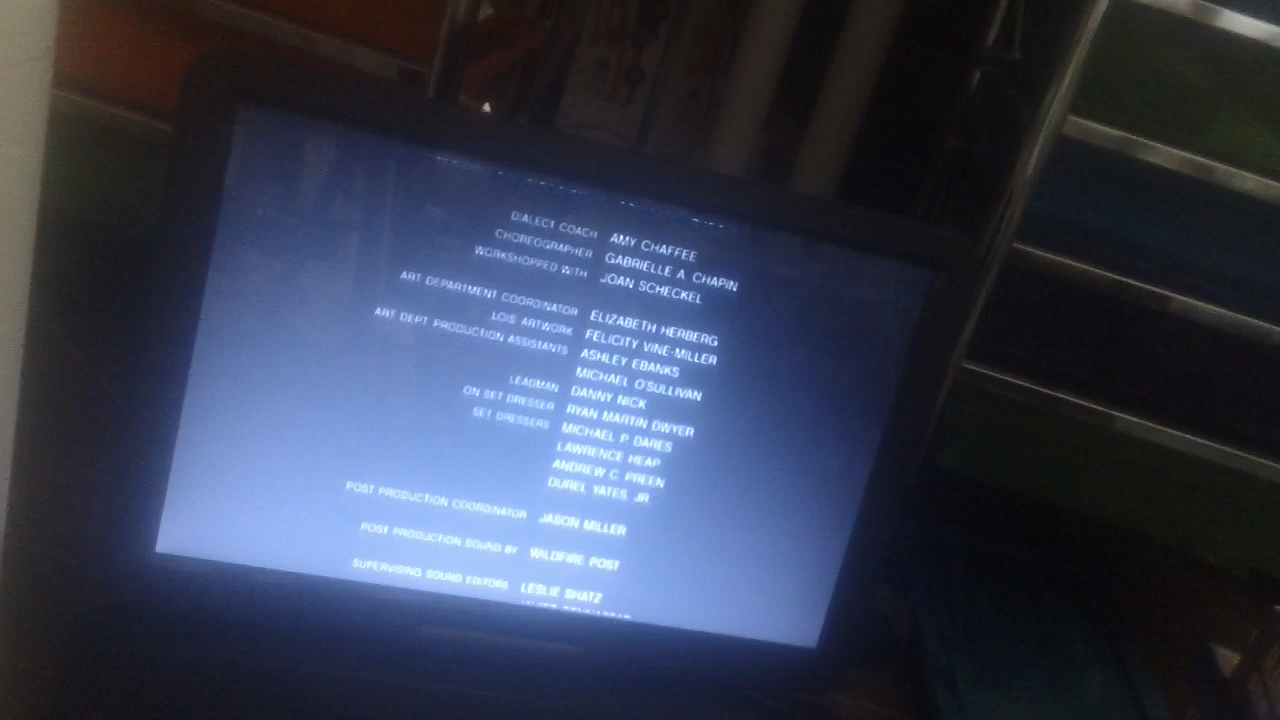 DIALECT COACH AMY CHAFFEE
CHOREOGRAPHER GABRIELLE A. CHAPIN
WORKSHOPPED WITH JOAN SCHECKEL
ART DEPARTMENT COORDINATOR ELIZABETH HERBERG
LOIS ARTWORK FELICITY VINE-MILLER
ART DEPT. PRODUCTION ASSISTANTS ASHLEY EBANKS
MICHAEL O'SULLIVAN
LEADMAN DANNY NICK
ON SET DRESSER RYAN MARTIN DWYER
SET DRESSERS MICHAEL P. DARES
LAWRENCE HEAP
ANDREW C. PREEN
DUREL YATES, JR.
POST PRODUCTION COORDINATOR JASON MILLER
POST PRODUCTION SOUND BY WILDFIRE POST
SUPERVISING SOUND EDITORS LESLIE SHATZ